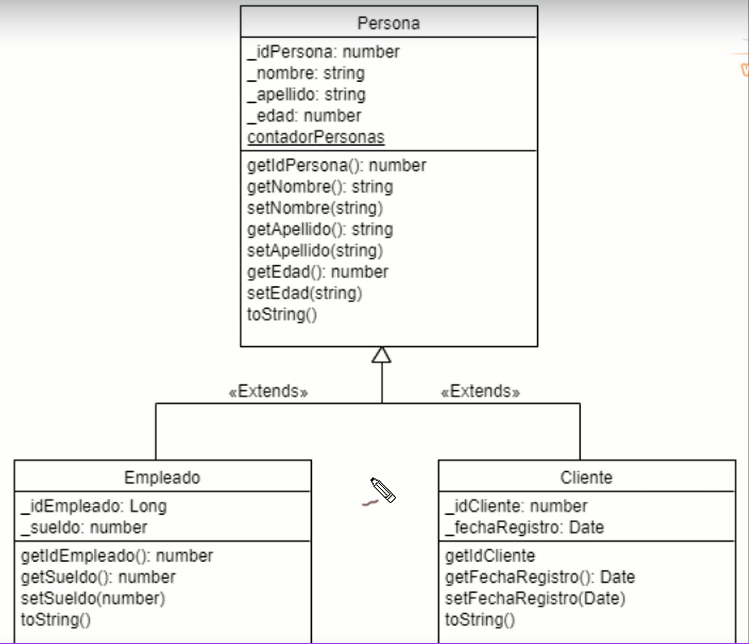 Persona
_idPersona: number
_nombre: string
_apellido: string
_edad: number
contadorPersonas
getIdPersona(): number
getNombre(): string
setNombre(string)
getApellido(): string
setApellido(string)
getEdad(): number
setEdad(string)
toString()
«Extends»
«Extends»
Empleado
_idEmpleado: Long
_sueldo: number
getIdEmpleado(): number
getSueldo(): number
setSueldo(number)
toString()
Cliente
_idCliente: number
_fechaRegistro: Date
getIdCliente
getFechaRegistro(): Date
setFechaRegistro(Date)
toString()